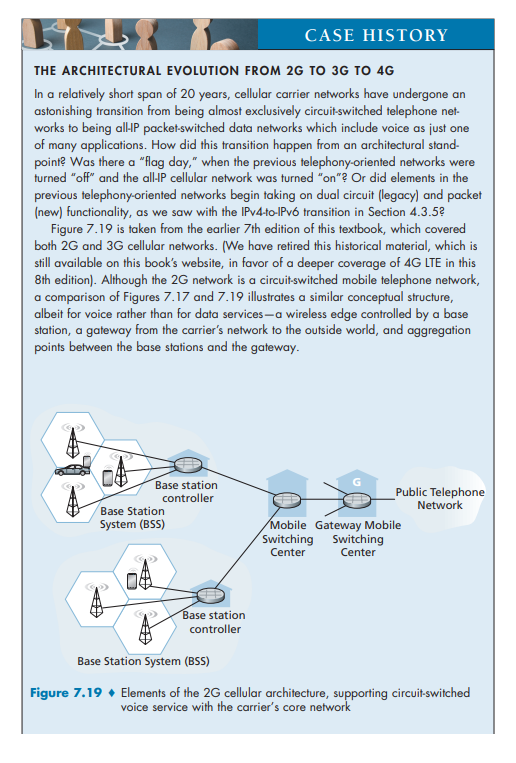 CASE HISTORY
THE ARCHITECTURAL EVOLUTION FROM 2G TO 3G TO 4G
In a relatively short span of 20 years, cellular carrier networks have undergone an
astonishing transition from being almost exclusively circuit-switched telephone net-
works to being all-IP packet-switched data networks which include voice as just one
of many applications. How did this transition happen from an architectural stand-
point? Was there a “flag day,” when the previous telephony-oriented networks were
turned “off” and the all-IP cellular network was turned “on”? Or did elements in the
previous telephony-oriented networks begin taking on dual circuit (legacy) and packet
(new) functionality, as we saw with the IPv4-to-IPv6 transition in Section 4.3.5?
Figure 7.19 is taken from the earlier 7th edition of this textbook, which covered
both 2G and 3G cellular networks. (We have retired this historical material, which is
still available on this book’s website, in favor of a deeper coverage of 4G LTE in this
8th edition). Although the 2G network is a circuit-switched mobile telephone network,
a comparison of Figures 7.17 and 7.19 illustrates a similar conceptual structure,
albeit for voice rather than for data services—a wireless edge controlled by a base
station, a gateway from the carrier’s network to the outside world, and aggregation
points between the base stations and the gateway.
Base station
controller
Base Station
System (BSS)
G
Public Telephone
Network
Mobile
Switching
Center
Gateway Mobile
Switching
Center
Base station
controller
Base Station System (BSS)
Figure 7.19 ♦ Elements of the 2G cellular architecture, supporting circuit-switched
voice service with the carrier’s core network